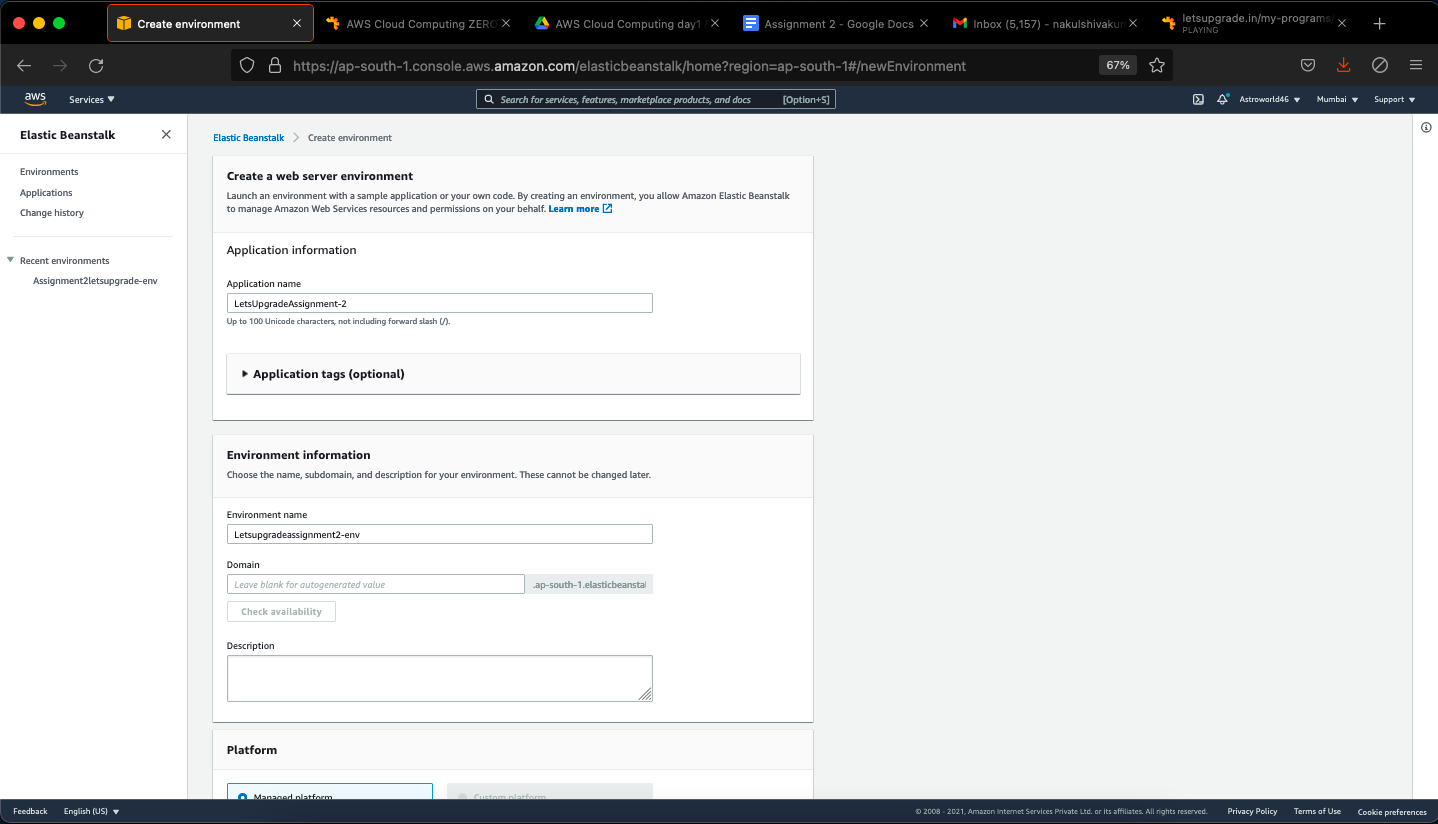 Create environment
AWS Cloud Computing ZERO
AWS Cloud Computing day1
Assignment 2 - Google Docs
Inbox (5,157) - nakulshivakum
letsupgrade.in/my-programs/
PLAYING
https://ap-south-1.console.aws.amazon.com/elasticbeanstalk/home?region=ap-south-1#/newEnvironment
67%
aws
Services
Search for services, features, marketplace products, and docs
[Option+S]
Astroworld46
Mumbai
Support
Elastic Beanstalk
Environments
Applications
Change history
Recent environments
Assignment2letsupgrade-env
Elastic Beanstalk
Create environment
Create a web server environment
Launch an environment with a sample application or your own code. By creating an environment, you allow Amazon Elastic Beanstalk
to manage Amazon Web Services resources and permissions on your behalf. Learn more
Application information
Application name
LetsUpgradeAssignment-2
Up to 100 Unicode characters, not including forward slash (/).
Application tags (optional)
Environment information
Choose the name, subdomain, and description for your environment. These cannot be changed later.
Environment name
Letsupgradeassignment2-env
Domain
Leave blank for autogenerated value
.ap-south-1.elasticbeanstal
Check availability
Description
Platform
Managed platform
Custom platform
Feedback
English (US)
© 2008 - 2021, Amazon Internet Services Private Ltd. or its affiliates. All rights reserved.
Privacy Policy
Terms of Use
Cookie preferences